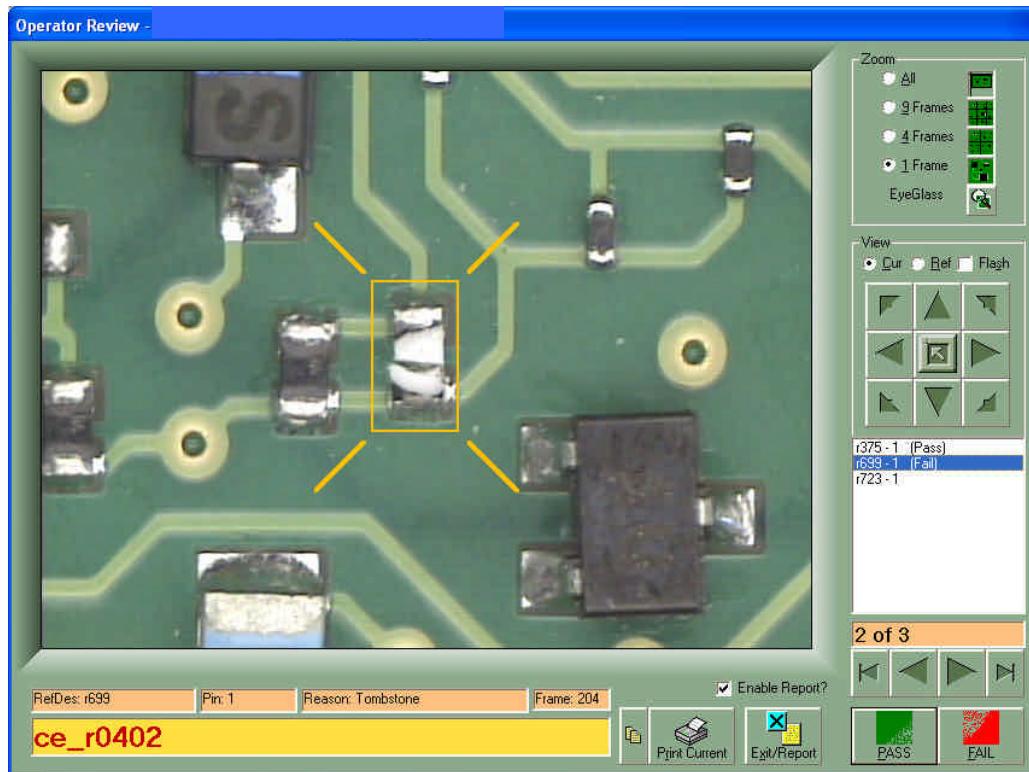 Operator Review -
Zoom
All
9 Frames
4 Frames
1 Frame
EyeGlass
View
Cur Ref Flash
r375 - 1 (Pass)
r699 - 1 (Fail)
r723 - 1
2 of 3
Enable Report?
RefDes: r699 Pin: 1 Reason: Tombstone Frame: 204
ce_r0402
Print Current Exit/Report PASS FAIL
S